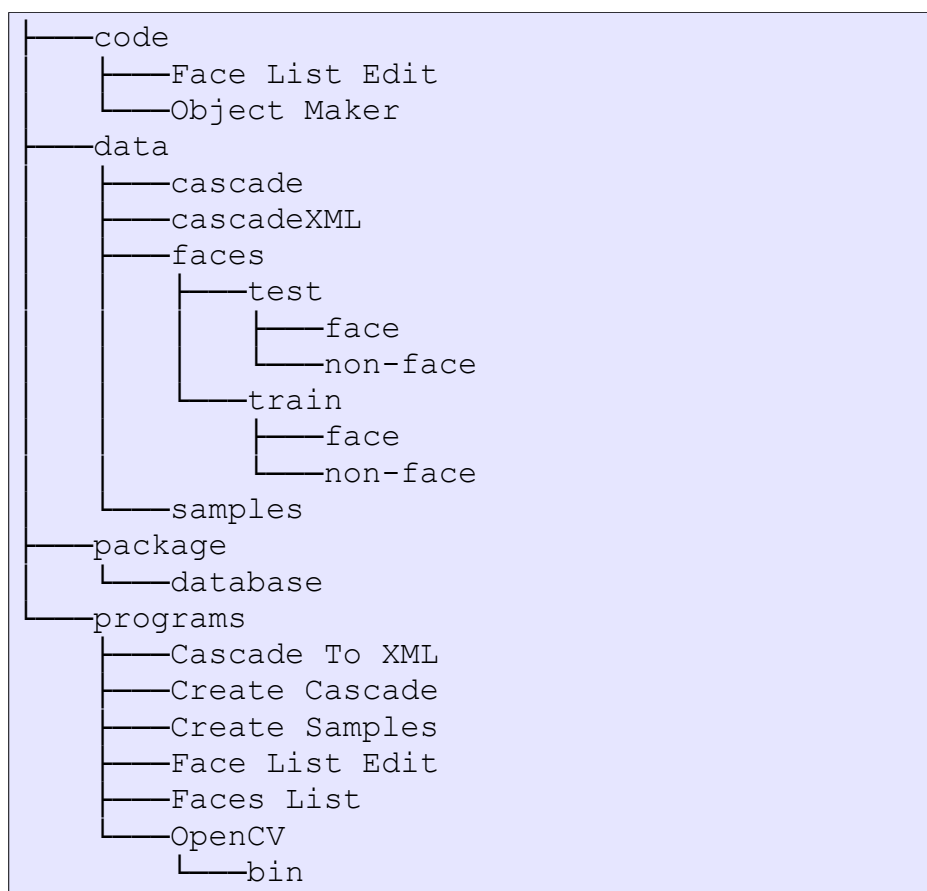 ├───code
│   ├───Face List Edit
│   └───Object Maker
├───data
│   ├───cascade
│   ├───cascadeXML
│   ├───faces
│   │   ├───test
│   │   │   ├───face
│   │   │   └───non-face
│   │   └───train
│   │       ├───face
│   │       └───non-face
│   └───samples
├───package
│   └───database
└───programs
    ├───Cascade To XML
    ├───Create Cascade
    ├───Create Samples
    ├───Face List Edit
    ├───Faces List
    └───OpenCV
        └───bin